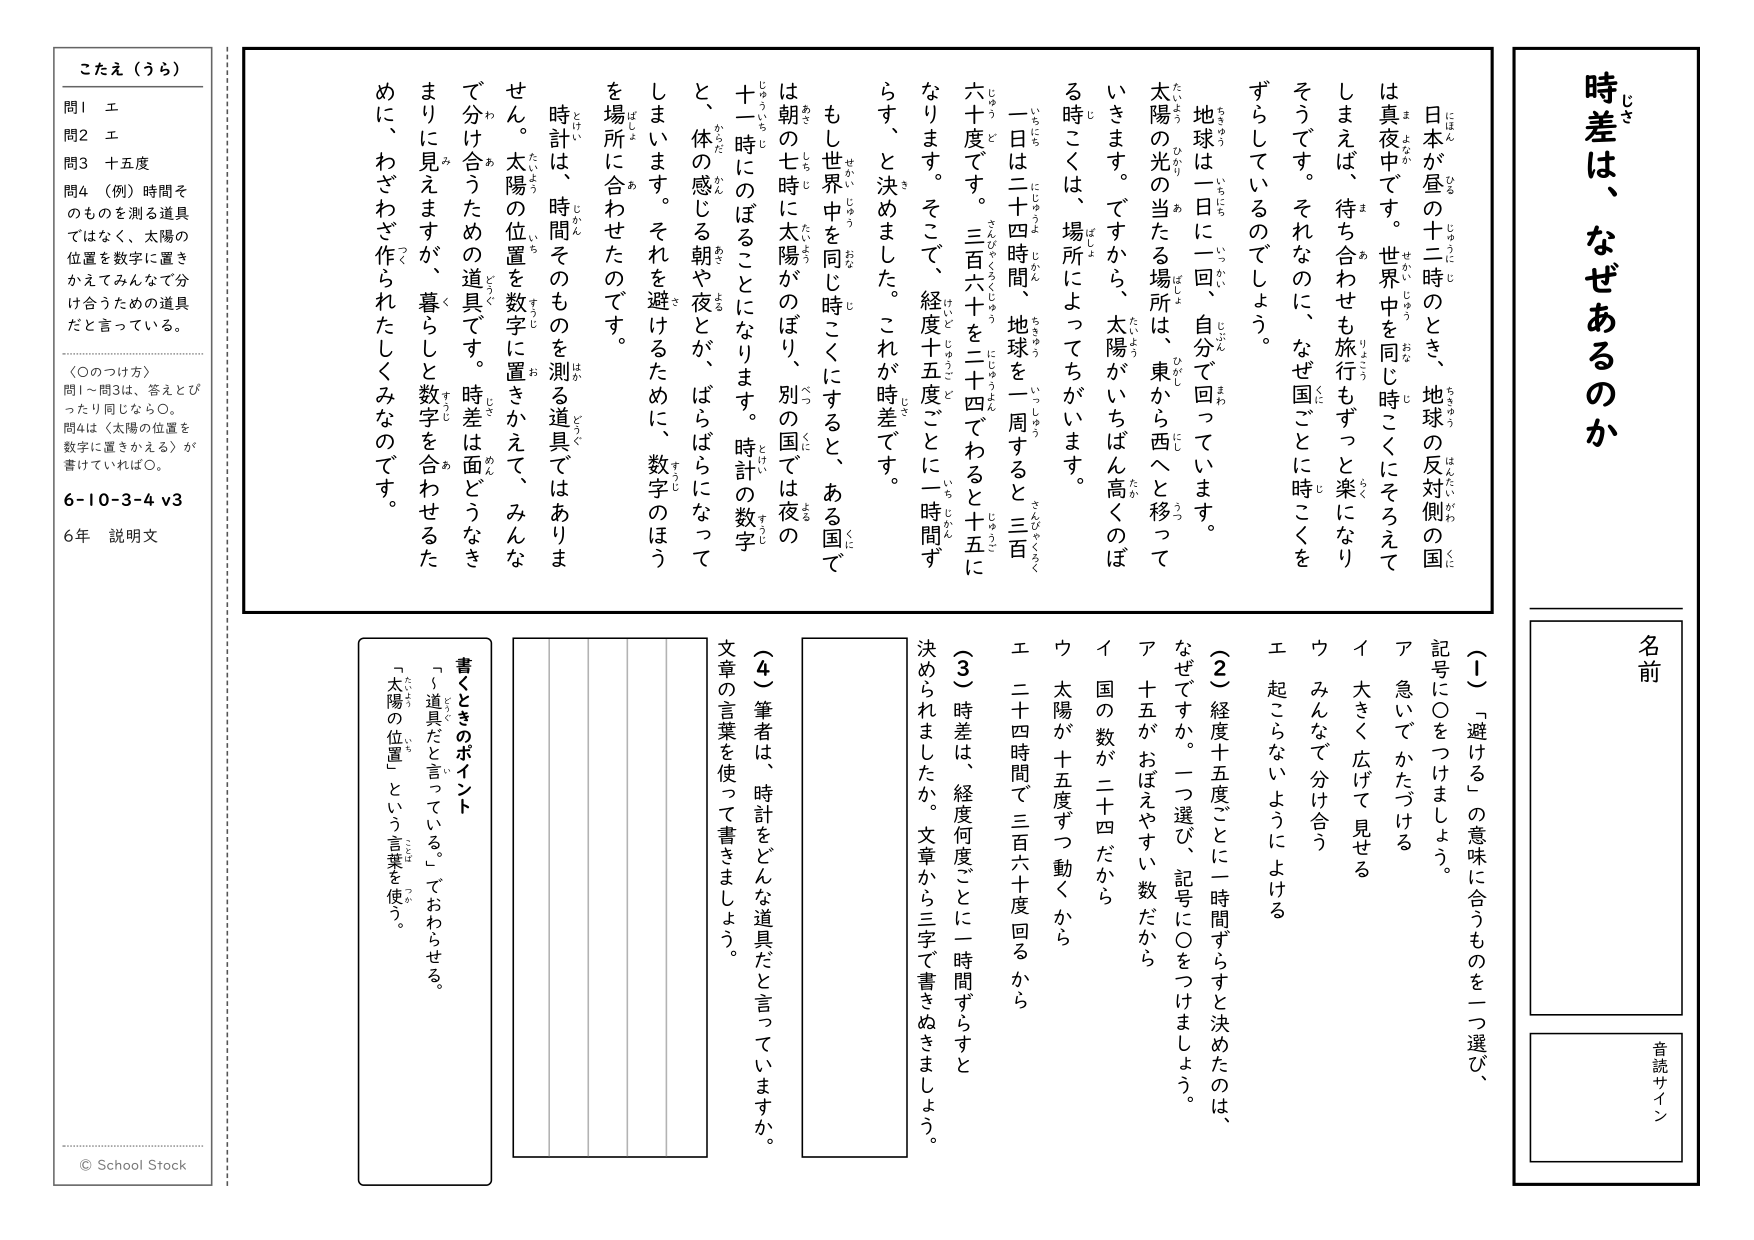 時差は、なぜあるのか
名前
音読サイン
日本が昼の十二時のとき、地球の反対側の国
は真夜中です。世界中を同じ時こくにそろえて
しまえば、待ち合わせも旅行もずっと楽になり
そうです。それなのに、なぜ国ごとに時こくを
ずらしているのでしょう。
地球は一日に一回、自分で回っています。
太陽の光の当たる場所は、東から西へと移って
いきます。ですから、太陽がいちばん高くのぼ
る時こくは、場所によってちがいます。
一日は二十四時間、地球を一周すると三百
六十度です。三百六十を二十四でわると十五に
なります。そこで、経度十五度ごとに一時間ず
らす、と決めました。これが時差です。
もし世界中を同じ時こくにすると、ある国で
は朝の七時に太陽がのぼり、別の国では夜の
十一時にのぼることになります。時計の数字
と、体の感じる朝や夜とが、ばらばらになって
しまいます。それを避けるために、数字のほう
を場所に合わせたのです。
時計は、時間そのものを測る道具ではありま
せん。太陽の位置を数字に置きかえて、みんな
で分け合うための道具です。時差は面どうなき
まりに見えますが、暮らしと数字を合わせるた
めに、わざわざ作られたしくみなのです。
（1）「避ける」の意味に合うものを一つ選び、
記号に〇をつけましょう。
ア　急いで かたづける
イ　大きく 広げて 見せる
ウ　みんなで 分け合う
エ　起こらない ように よける
（2）経度十五度ごとに一時間ずらすと決めたのは、
なぜですか。一つ選び、記号に〇をつけましょう。
ア　十五が おぼえやすい 数 だから
イ　国の 数が 二十四 だから
ウ　太陽が 十五度ずつ 動く から
エ　二十四時間で 三百六十度 回る から
（3）時差は、経度何度ごとに一時間ずらすと
決められましたか。文章から三字で書きぬきましょう。
（4）筆者は、時計をどんな道具だと言っていますか。
文章の言葉を使って書きましょう。
書くときのポイント
「〜道具だと言っている。」でおわらせる。
「太陽の位置」という言葉を使う。
こたえ（うら）
問1　エ
問2　エ
問3　十五度
問4　（例）時間そ
のものを測る道具
ではなく、太陽の
位置を数字に置き
かえてみんなで分
け合うための道具
だと言っている。
〈〇のつけ方〉
問1〜問3は、答えとぴ
ったり同じなら〇。
問4は〈太陽の位置を
数字に置きかえる〉が
書けていれば〇。
6-10-3-4 v3
6年　説明文
© School Stock